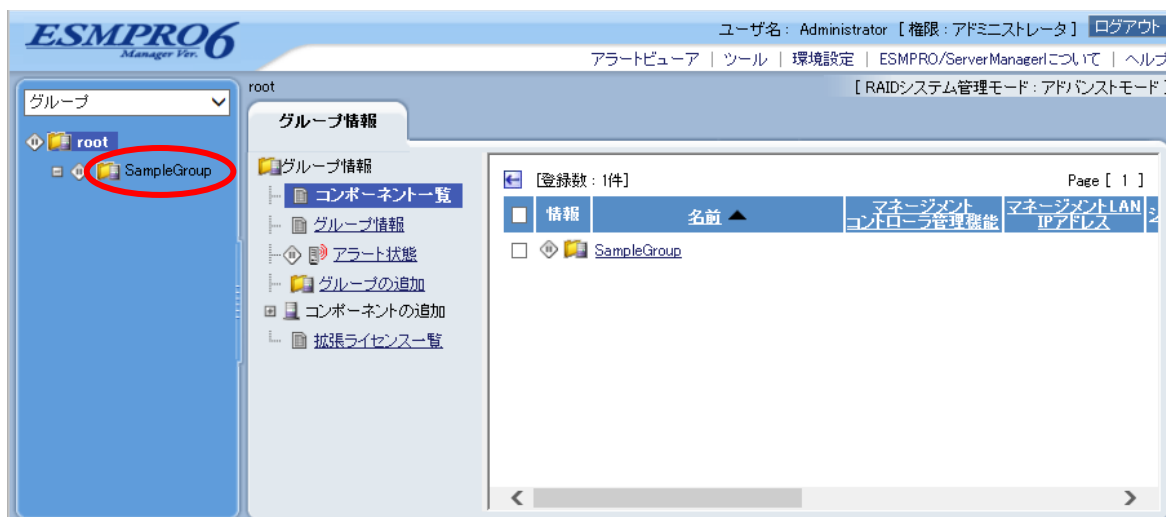 ESMPRO6
Manager Ver.
ユーザ名： Administrator [ 権限：アドミニストレータ ] ログアウト
アラートビューア | ツール | 環境設定 | ESMPRO/ServerManagerについて | ヘルプ
グループ
root
[ RAIDシステム管理モード：アドバンストモード ]
グループ情報
root
SampleGroup
グループ情報
コンポーネント一覧
グループ情報
アラート状態
グループの追加
コンポーネントの追加
拡張ライセンス一覧
[登録数：1件]
Page [ 1 ]
情報
名前 ▲
マネージメント
コントローラ管理機能
マネージメントLAN
IPアドレス
SampleGroup